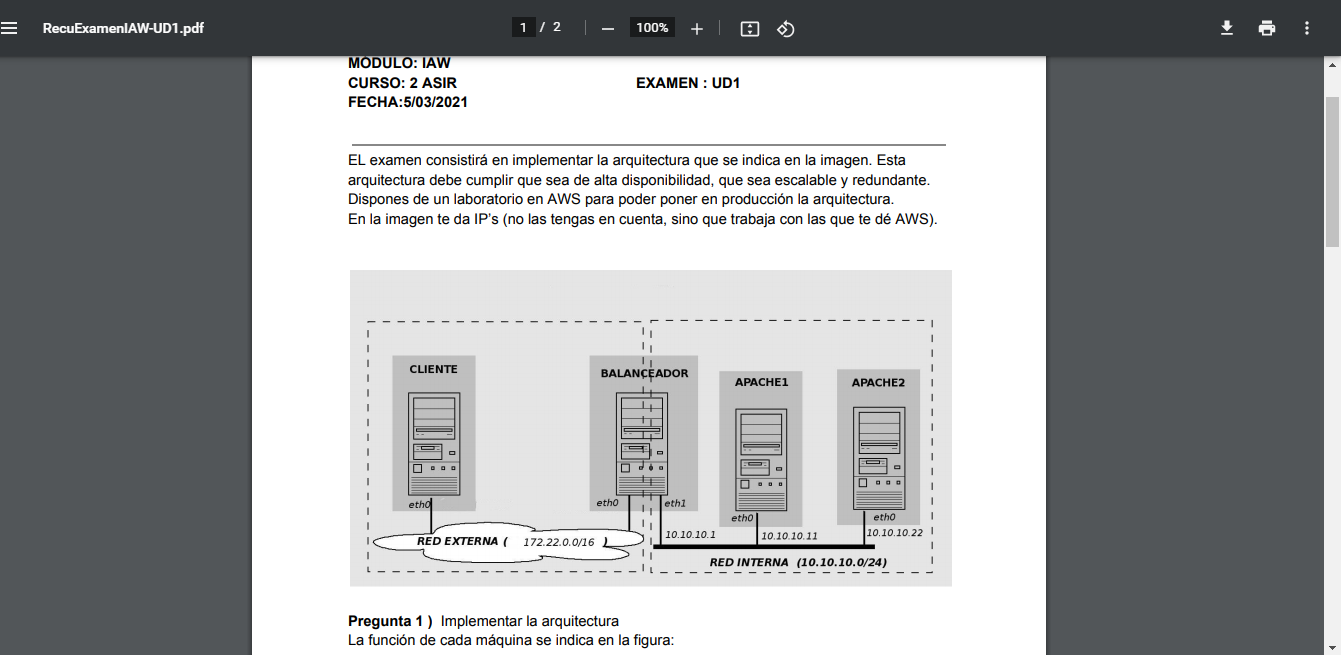 RecuExamenIAW-UD1.pdf
1 / 2
100%
MODULO: IAW
CURSO: 2 ASIR EXAMEN : UD1
FECHA:5/03/2021
EL examen consistirá en implementar la arquitectura que se indica en la imagen. Esta
arquitectura debe cumplir que sea de alta disponibilidad, que sea escalable y redundante.
Dispones de un laboratorio en AWS para poder poner en producción la arquitectura.
En la imagen te da IP's (no las tengas en cuenta, sino que trabaja con las que te dé AWS).
CLIENTE
BALANCEADOR
APACHE1
APACHE2
eth0
eth0
eth1
eth0
eth0
10.10.10.1
10.10.10.11
10.10.10.22
RED EXTERNA ( 172.22.0.0/16 )
RED INTERNA (10.10.10.0/24)
Pregunta 1 ) Implementar la arquitectura
La función de cada máquina se indica en la figura: